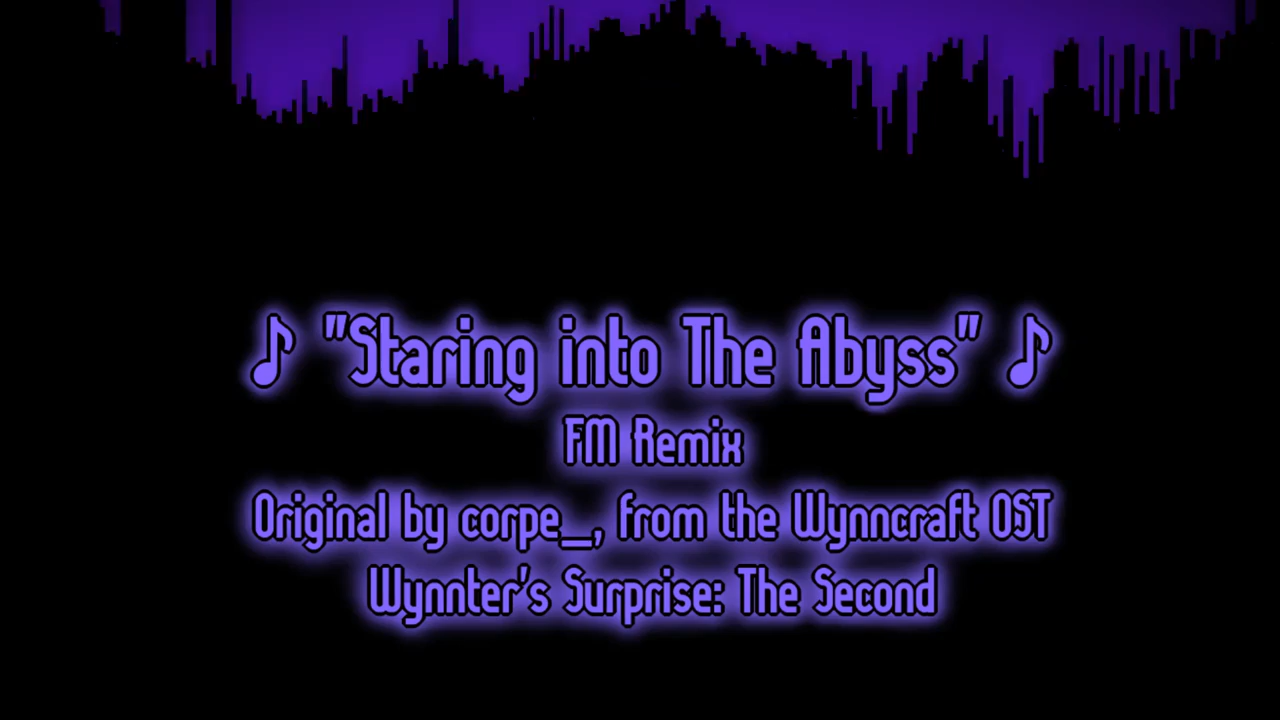 ♪ "Staring into The Abyss" ♪
FM Remix
Original by corpe_, from the Wynncraft OST
Wynnter's Surprise: The Second